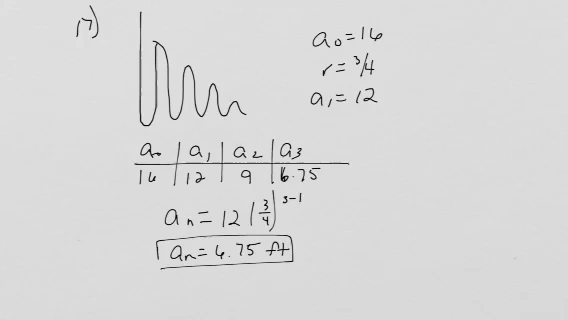 17)
a₀=16
r= 3/4
a₁= 12
a₀ | a₁ | a₂ | a₃
16 | 12 | 9 | 6.75
aₙ = 12 (3/4)³⁻¹
aₙ= 6.75 ft